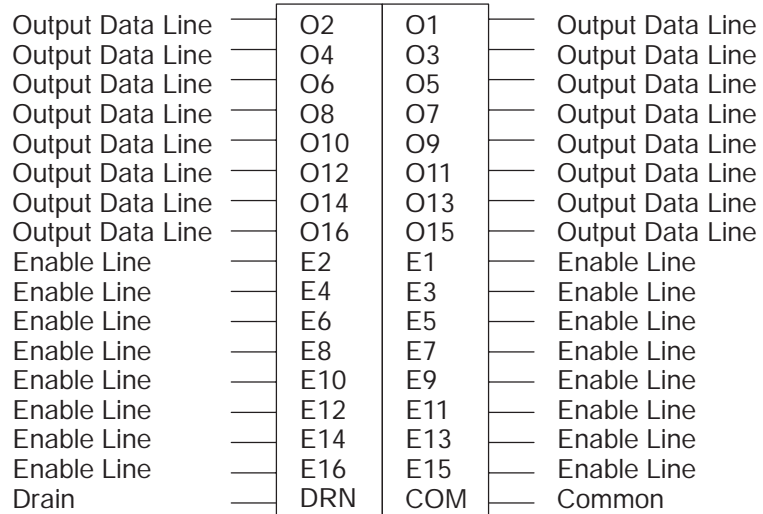 Output Data Line O2 O1 Output Data Line
Output Data Line O4 O3 Output Data Line
Output Data Line O6 O5 Output Data Line
Output Data Line O8 O7 Output Data Line
Output Data Line O10 O9 Output Data Line
Output Data Line O12 O11 Output Data Line
Output Data Line O14 O13 Output Data Line
Output Data Line O16 O15 Output Data Line
Enable Line E2 E1 Enable Line
Enable Line E4 E3 Enable Line
Enable Line E6 E5 Enable Line
Enable Line E8 E7 Enable Line
Enable Line E10 E9 Enable Line
Enable Line E12 E11 Enable Line
Enable Line E14 E13 Enable Line
Enable Line E16 E15 Enable Line
Drain DRN COM Common